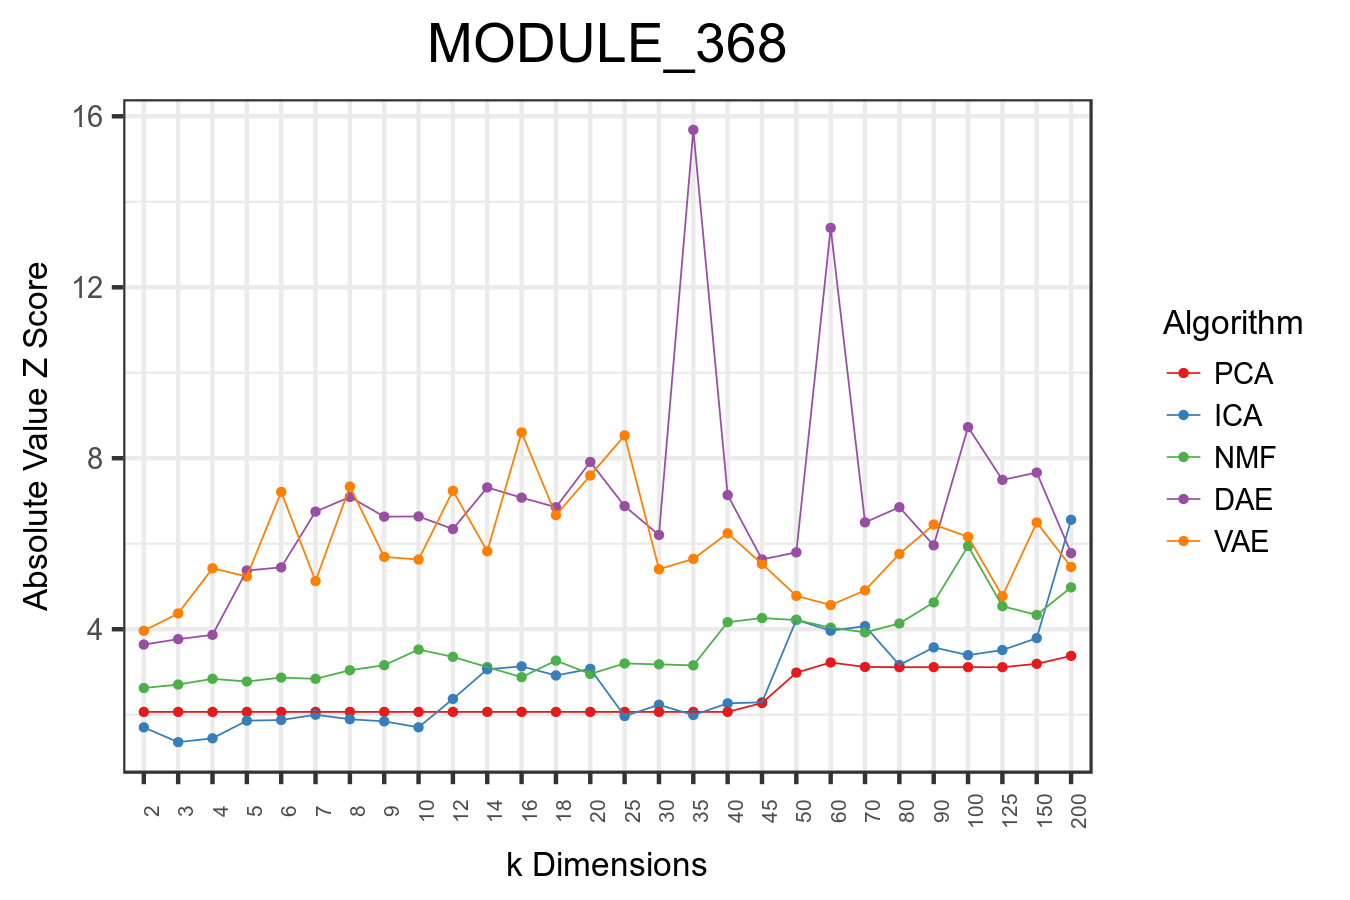 MODULE_368
16
12
8
4
Absolute Value Z Score
2 3 4 5 6 7 8 9 10 12 14 16 18 20 25 30 35 40 45 50 60 70 80 90 100 125 150 200
k Dimensions
Algorithm
PCA
ICA
NMF
DAE
VAE